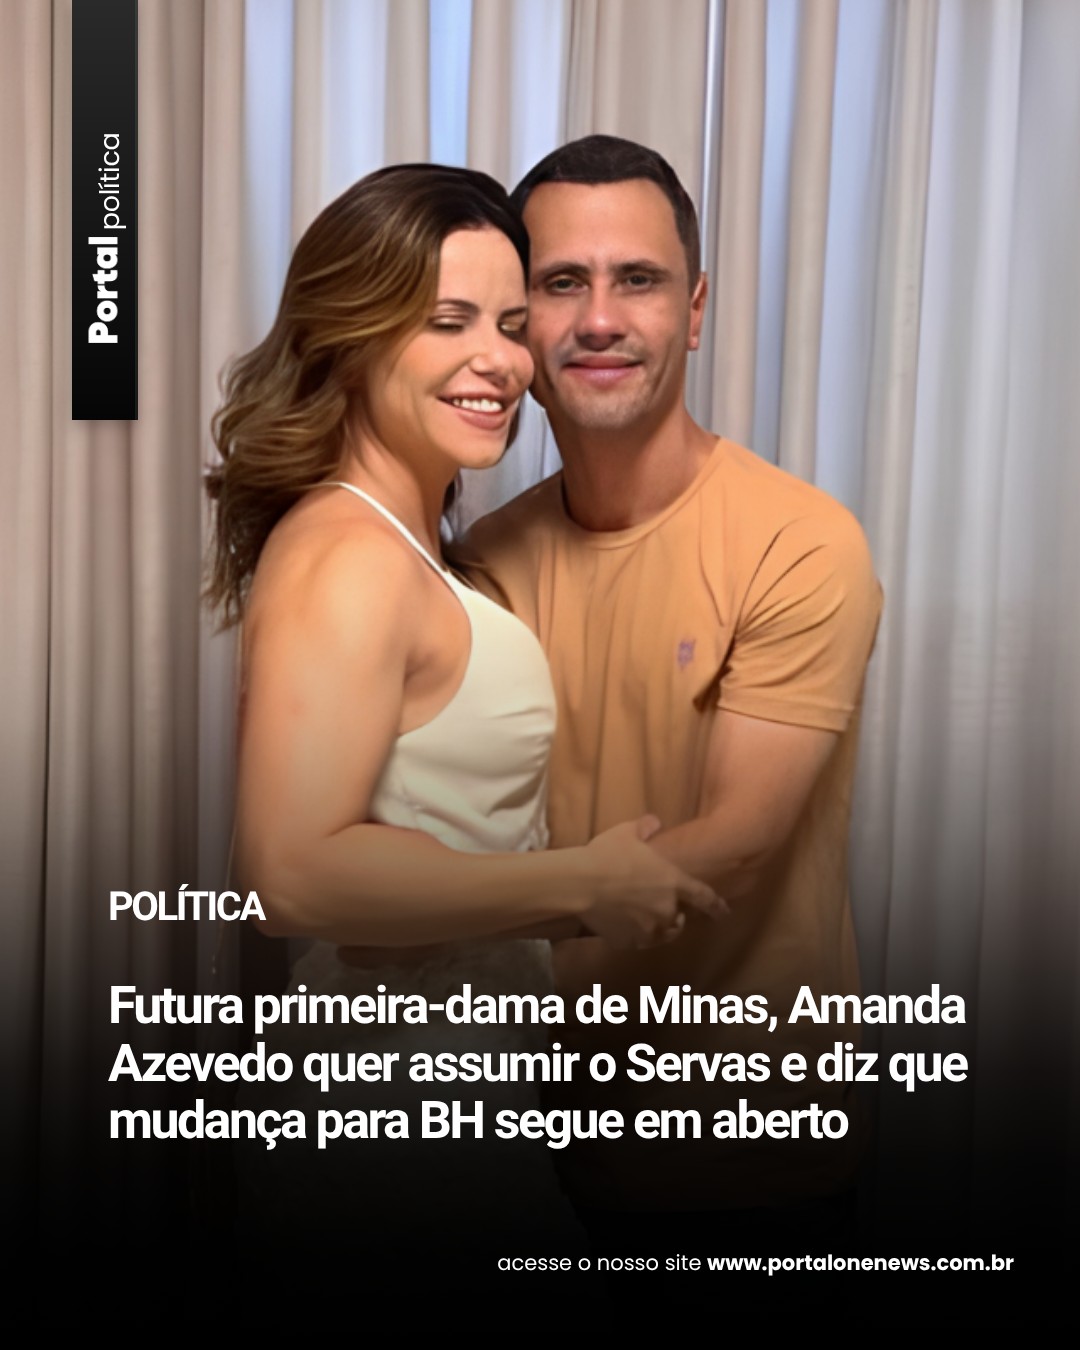 Portal política
POLÍTICA
Futura primeira-dama de Minas, Amanda
Azevedo quer assumir o Servas e diz que
mudança para BH segue em aberto
acesse o nosso site www.portalonenews.com.br